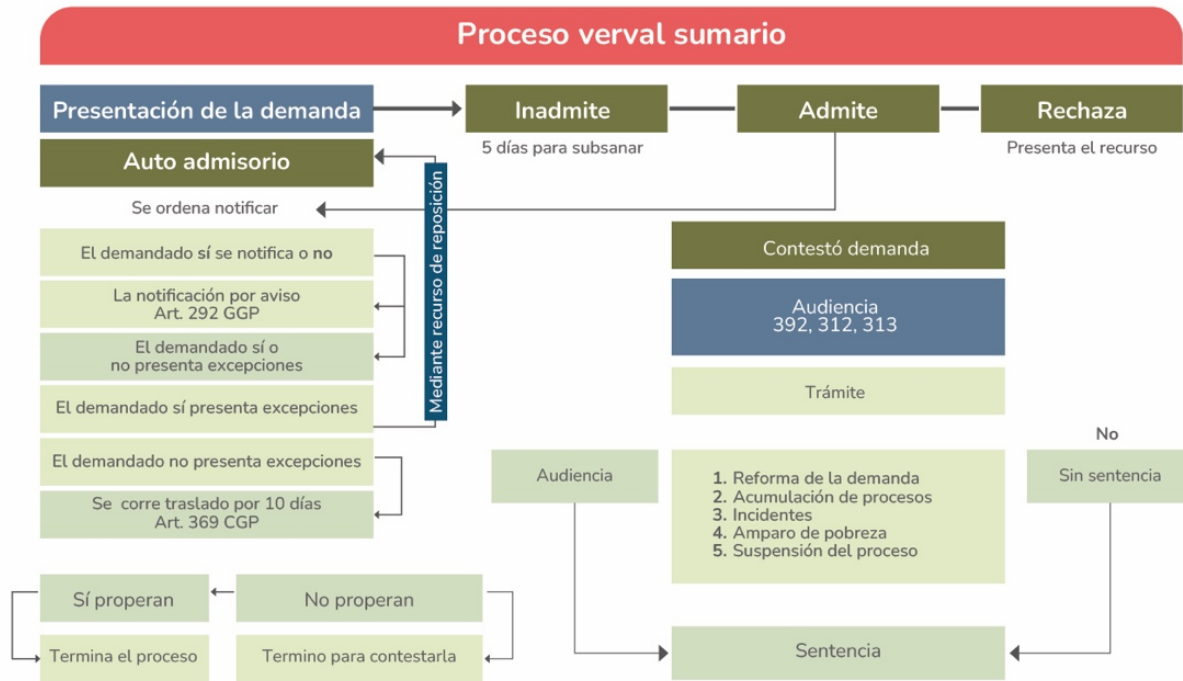 Proceso verval sumario
Presentación de la demanda
Inadmite
Admite
Rechaza
5 días para subsanar
Presenta el recurso
Auto admisorio
Se ordena notificar
Mediante recurso de reposición
El demandado sí se notifica o no
La notificación por aviso
Art. 292 GGP
El demandado sí o
no presenta excepciones
El demandado sí presenta excepciones
El demandado no presenta excepciones
Se corre traslado por 10 días
Art. 369 CGP
Sí properan
No properan
Termina el proceso
Termino para contestarla
Contestó demanda
Audiencia
392, 312, 313
Trámite
Audiencia
1. Reforma de la demanda
2. Acumulación de procesos
3. Incidentes
4. Amparo de pobreza
5. Suspensión del proceso
No
Sin sentencia
Sentencia